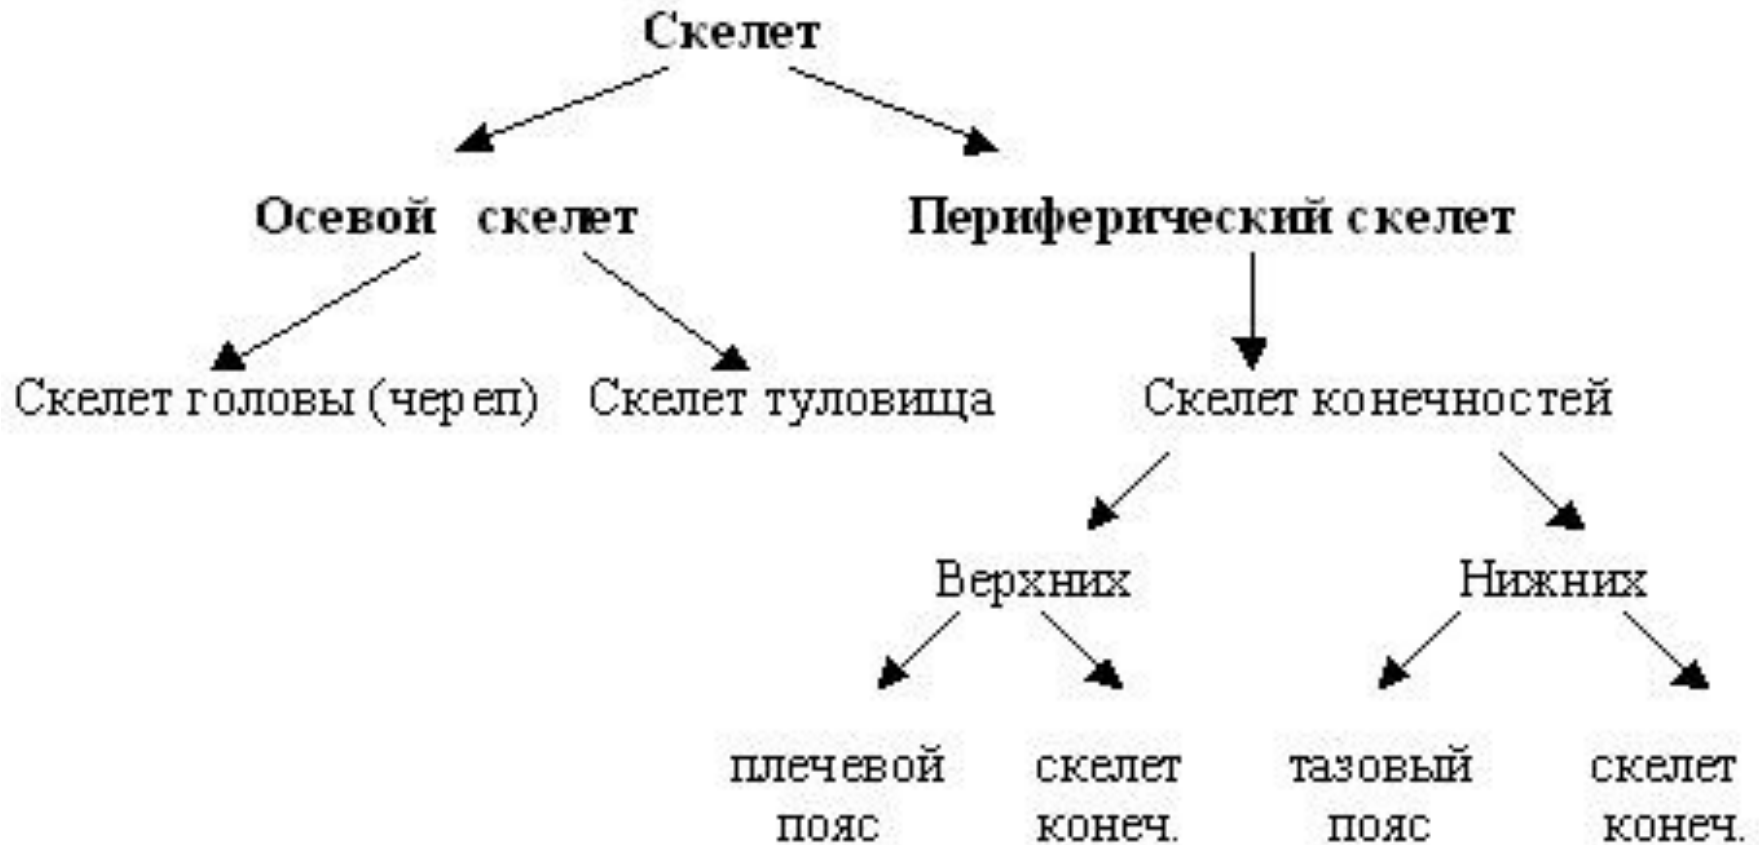 Скелет
Осевой скелет
Периферический скелет
Скелет головы (череп)
Скелет туловища
Скелет конечностей
Верхних
Нижних
плечевой
пояс
скелет
конеч.
тазовый
пояс
скелет
конеч.